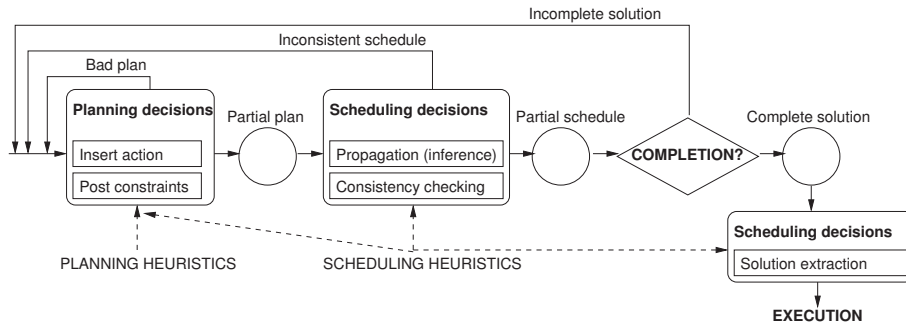 Incomplete solution
Inconsistent schedule
Bad plan
Planning decisions
Insert action
Post constraints
Partial plan
Scheduling decisions
Propagation (inference)
Consistency checking
Partial schedule
COMPLETION?
Complete solution
Scheduling decisions
Solution extraction
PLANNING HEURISTICS
SCHEDULING HEURISTICS
EXECUTION